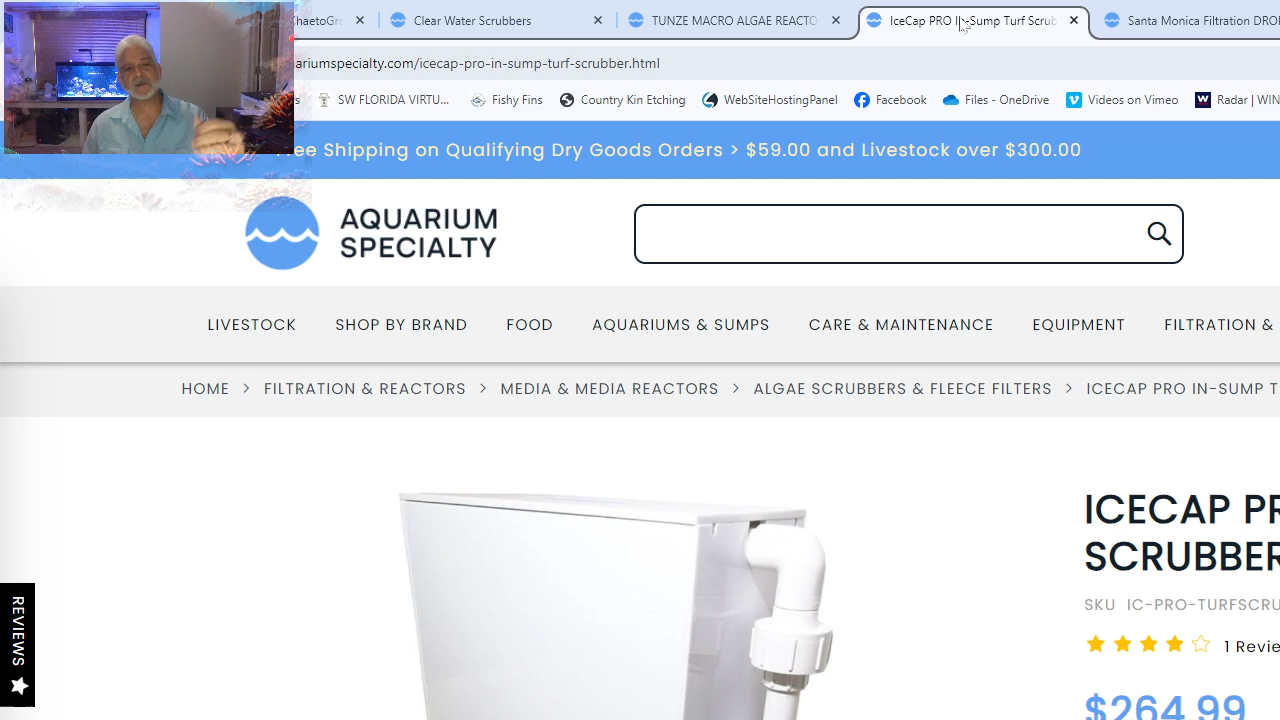 ChaetoGr
Clear Water Scrubbers
TUNZE MACRO ALGAE REACTO
IceCap PRO In-Sump Turf Scrub
Santa Monica Filtration DRO
ariumspecialty.com/icecap-pro-in-sump-turf-scrubber.html
SW FLORIDA VIRTU...
Fishy Fins
Country Kin Etching
WebSiteHostingPanel
Facebook
Files - OneDrive
Videos on Vimeo
Radar | WIN
Free Shipping on Qualifying Dry Goods Orders > $59.00 and Livestock over $300.00
AQUARIUM
SPECIALTY
LIVESTOCK SHOP BY BRAND FOOD AQUARIUMS & SUMPS CARE & MAINTENANCE EQUIPMENT FILTRATION &
HOME > FILTRATION & REACTORS > MEDIA & MEDIA REACTORS > ALGAE SCRUBBERS & FLEECE FILTERS > ICECAP PRO IN-SUMP T
ICECAP PR
SCRUBBER
SKU IC-PRO-TURFSCRU
1 Revie
$264.99
REVIEWS